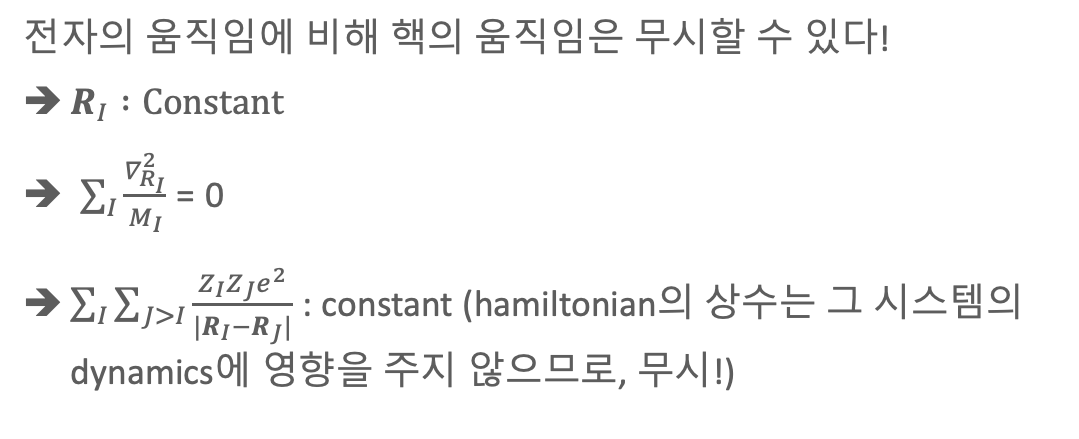 전자의 움직임에 비해 핵의 움직임은 무시할 수 있다!
➔ 𝑹_𝐼 : Constant
➔ ∑_𝐼 ∇²_{𝑅_𝐼}/𝑀_𝐼 = 0
➔ ∑_𝐼 ∑_{𝐽>𝐼} 𝑍_𝐼𝑍_𝐽𝑒²/|𝑹_𝐼−𝑹_𝐽| : constant (hamiltonian의 상수는 그 시스템의
dynamics에 영향을 주지 않으므로, 무시!)